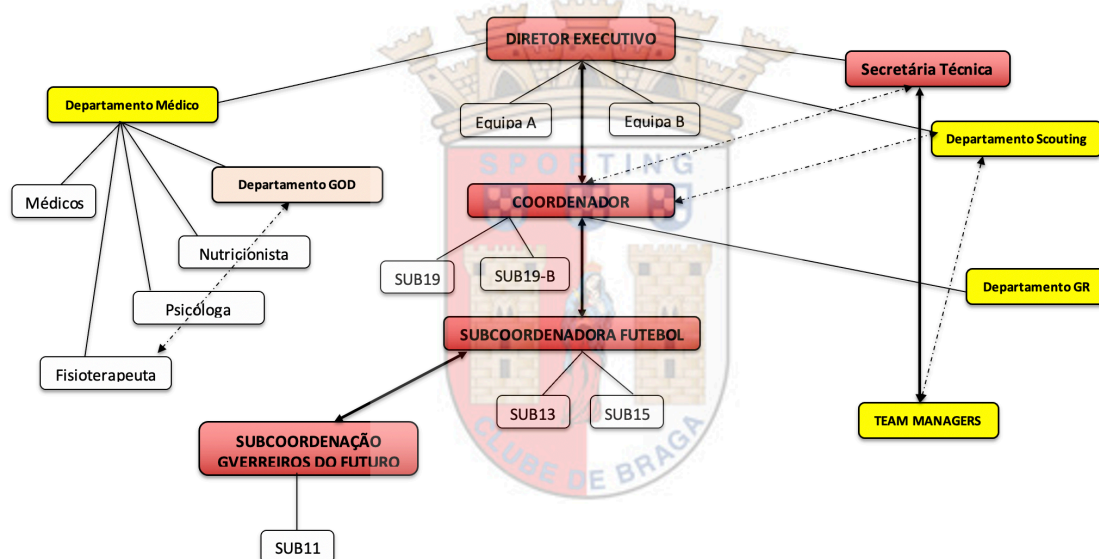 DIRETOR EXECUTIVO
Secretária Técnica
Departamento Médico
Equipa A
Equipa B
Departamento Scouting
SPORTING
Departamento GOD
Médicos
COORDENADOR
Nutricionista
SUB19
SUB19-B
Departamento GR
Psicóloga
SUBCOORDENADORA FUTEBOL
Fisioterapeuta
SUB13
SUB15
TEAM MANAGERS
SUBCOORDENAÇÃO
GVERREIROS DO FUTURO
CLUBE DE BRAGA
SUB11